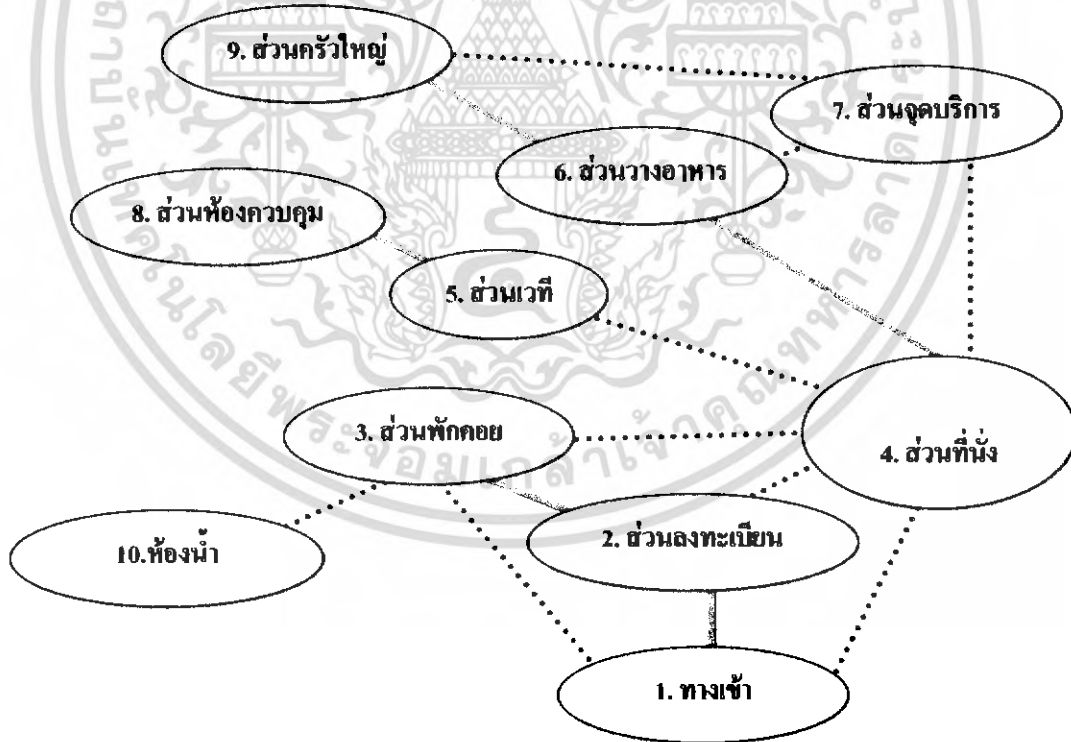 9. ส่วนครัวใหญ่
7. ส่วนจุดบริการ
6. ส่วนวางอาหาร
8. ส่วนห้องควบคุม
5. ส่วนเวที
3. ส่วนพักคอย
4. ส่วนที่นั่ง
2. ส่วนลงทะเบียน
10.ห้องน้ำ
1. ทางเข้า